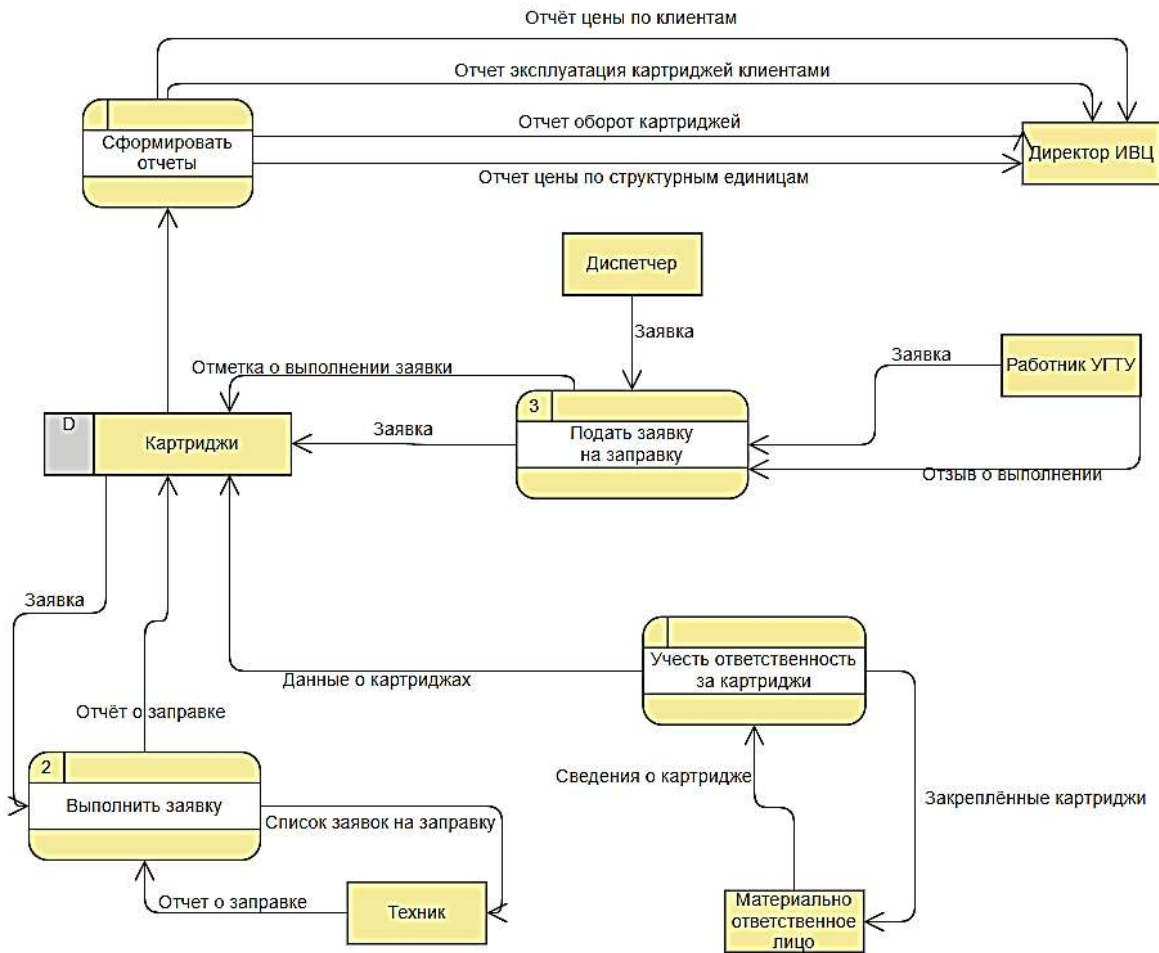 Отчёт цены по клиентам
Отчет эксплуатация картриджей клиентами
Отчет оборот картриджей
Сформировать
отчеты
Директор ИВЦ
Отчет цены по структурным единицам
Диспетчер
Заявка
Заявка
Работник УГТУ
Отметка о выполнении заявки
3
D
Картриджи
Заявка
Подать заявку
на заправку
Отзыв о выполнении
Заявка
Учесть ответственность
за картриджи
Данные о картриджах
Отчёт о заправке
2
Выполнить заявку
Сведения о картридже
Закреплённые картриджи
Список заявок на заправку
Отчет о заправке
Техник
Материально
ответственное
лицо